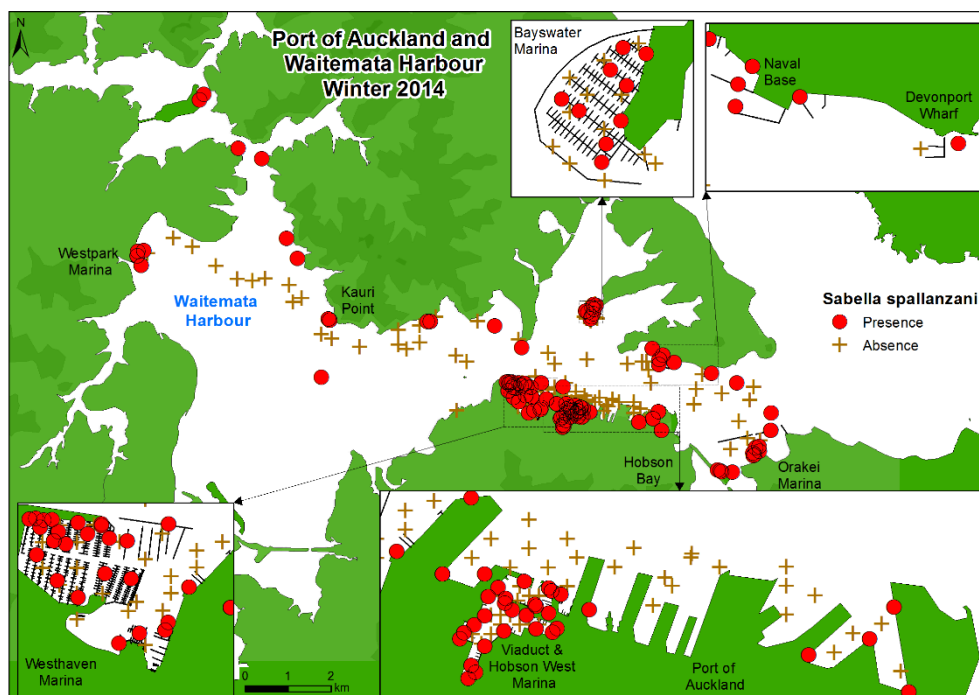 N
Port of Auckland and
Waitemata Harbour
Winter 2014
Bayswater
Marina
Naval
Base
Devonport
Wharf
Westpark
Marina
Waitemata
Harbour
Kauri
Point
Sabella spallanzani
Presence
Absence
Hobson
Bay
Orakei
Marina
Westhaven
Marina
0 1 2
km
Viaduct &
Hobson West
Marina
Port of
Auckland